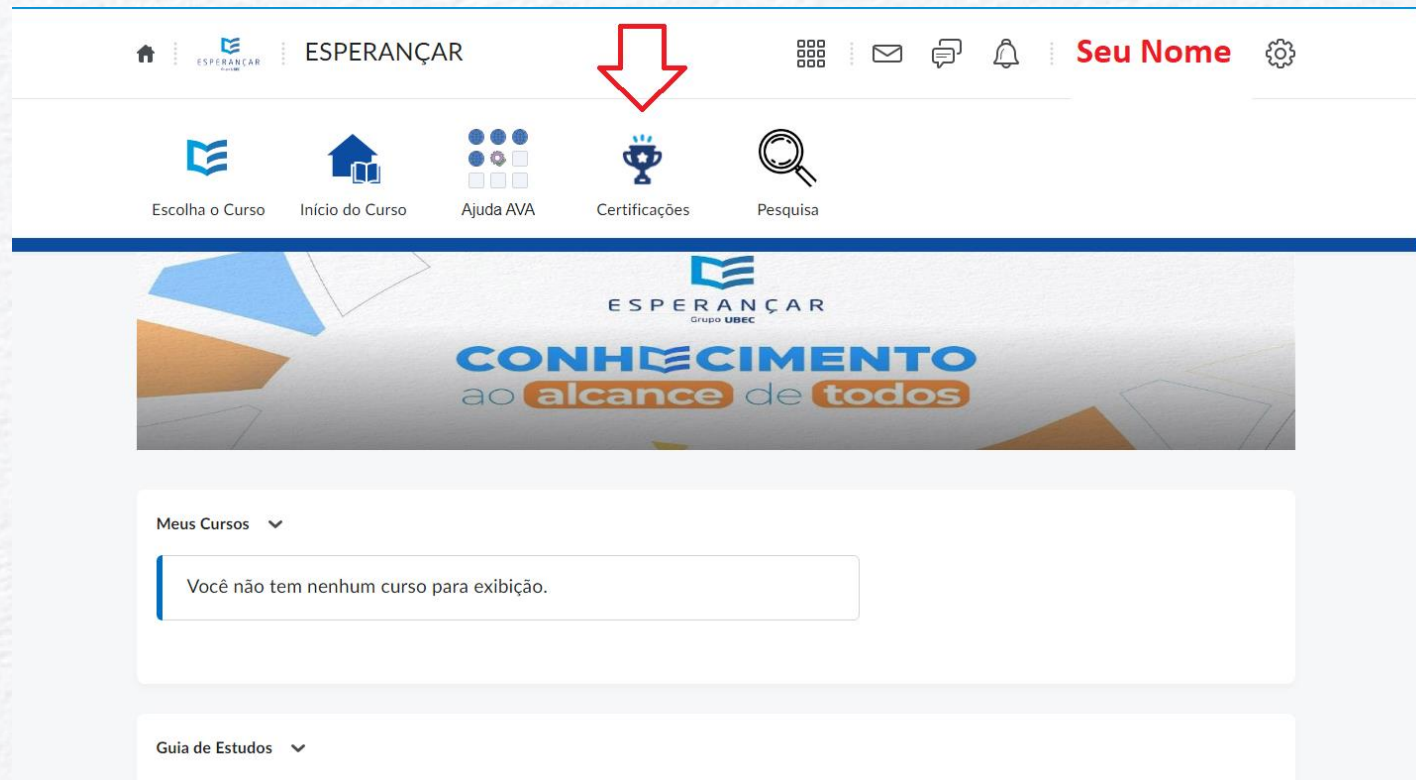 ESPERANÇAR
ESPERANÇAR
Seu Nome
Escolha o Curso
Início do Curso
Ajuda AVA
Certificações
Pesquisa
ESPERANÇAR
Grupo UBEC
CONHECIMENTO
ao alcance de todos
Meus Cursos
Você não tem nenhum curso para exibição.
Guia de Estudos